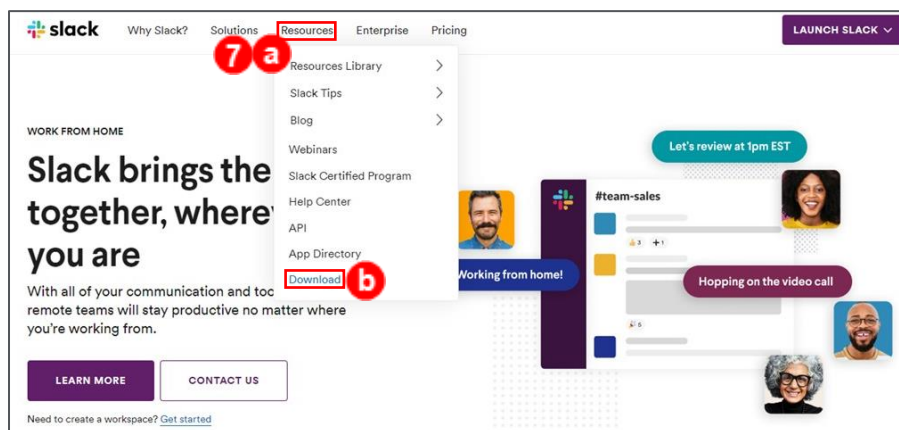 slack Why Slack? Solutions Resources Enterprise Pricing LAUNCH SLACK
7 a
Resources Library
Slack Tips
Blog
Webinars
Slack Certified Program
Help Center
API
App Directory
Download b
WORK FROM HOME
Slack brings the
together, where
you are
With all of your communication and too
remote teams will stay productive no matter where
you're working from.
LEARN MORE CONTACT US
Need to create a workspace? Get started
Let's review at 1pm EST
#team-sales
3 1
Working from home!
Hopping on the video call
5